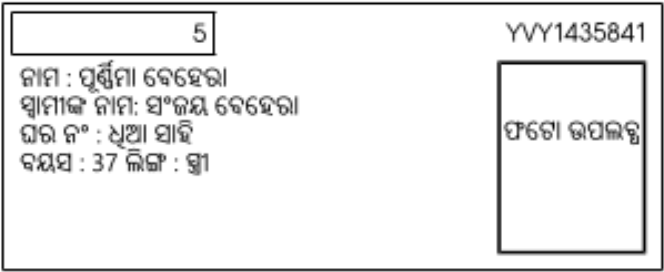 5
YVY1435841
ନାମ : ପୂର୍ଣ୍ଣିମା ବେହେରା
ସ୍ଵାମୀଙ୍କ ନାମ: ସଂଜୟ ବେହେରା
ଘର ନଂ : ଧିଆ ସାହି
ବୟସ : 37 ଲିଙ୍ଗ : ସ୍ତ୍ରୀ
ଫଟୋ ଉପଲବ୍ଧ